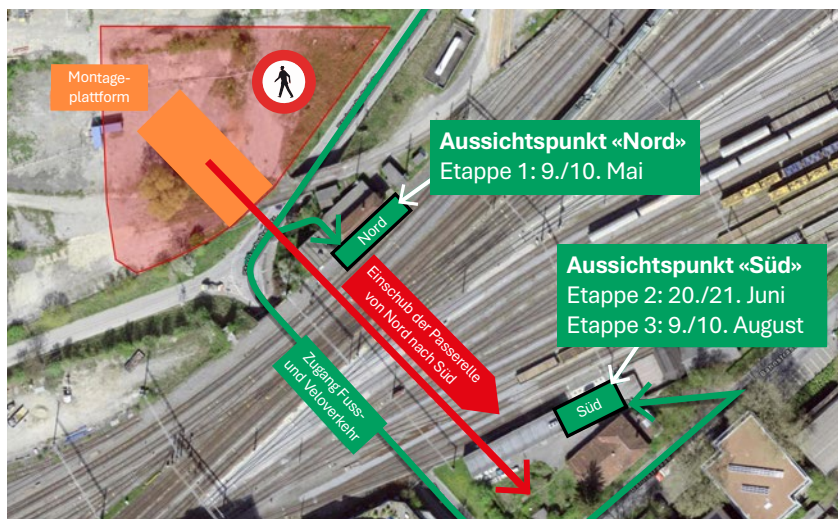 Montage-
plattform
Aussichtspunkt «Nord»
Etappe 1: 9./10. Mai
Nord
Aussichtspunkt «Süd»
Etappe 2: 20./21. Juni
Etappe 3: 9./10. August
Einschub der Passerelle
von Nord nach Süd
Zugang Fuss-
und Veloverkehr
Süd